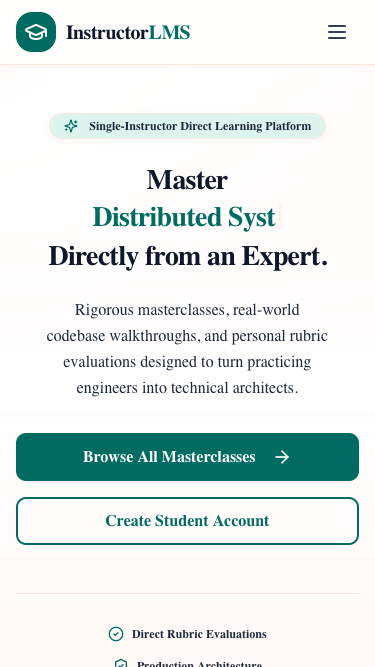 InstructorLMS
Single-Instructor Direct Learning Platform
Master
Distributed Syst
Directly from an Expert.
Rigorous masterclasses, real-world
codebase walkthroughs, and personal rubric
evaluations designed to turn practicing
engineers into technical architects.
Browse All Masterclasses
Create Student Account
Direct Rubric Evaluations
Production Architecture